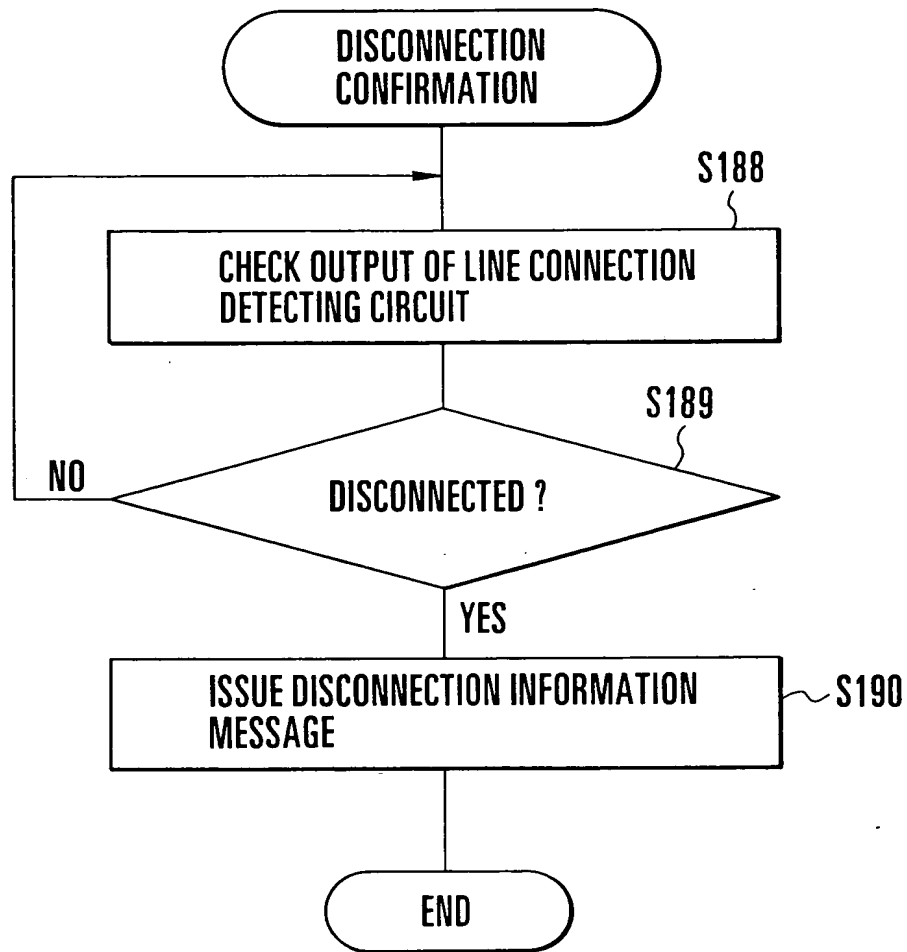 DISCONNECTION
CONFIRMATION
S188
CHECK OUTPUT OF LINE CONNECTION
DETECTING CIRCUIT
S189
NO
DISCONNECTED ?
YES
ISSUE DISCONNECTION INFORMATION
MESSAGE
S190
END